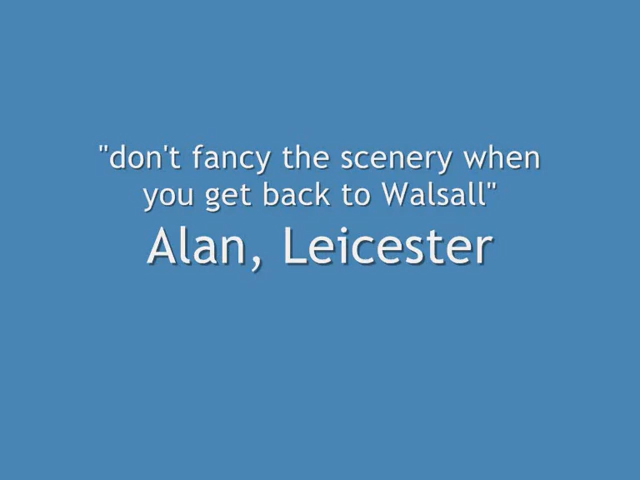 "don't fancy the scenery when
you get back to Walsall"
Alan, Leicester